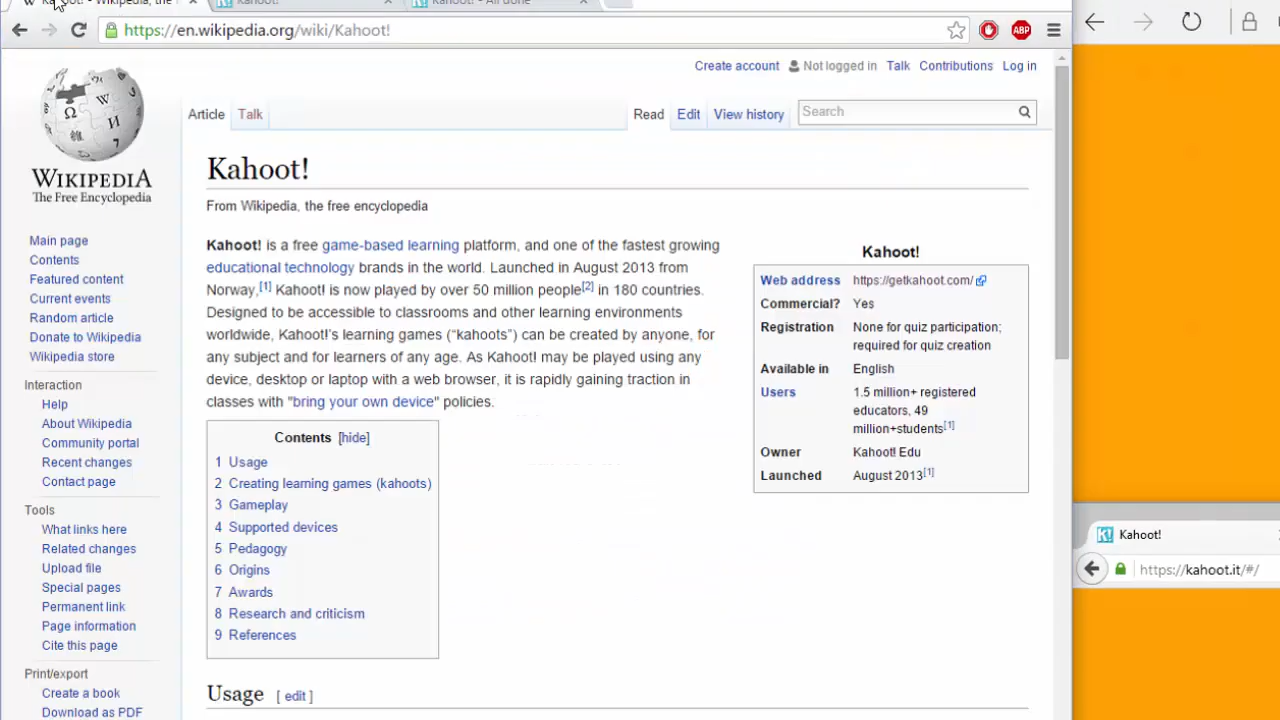 Kahoot! - Wikipedia, the
Kahoot!
Kahoot! - All done
https://en.wikipedia.org/wiki/Kahoot!
ABP
Create account
Not logged in
Talk
Contributions
Log in
WIKIPEDIA
The Free Encyclopedia
Article
Talk
Read
Edit
View history
Search
Main page
Contents
Featured content
Current events
Random article
Donate to Wikipedia
Wikipedia store
Interaction
Help
About Wikipedia
Community portal
Recent changes
Contact page
Tools
What links here
Related changes
Upload file
Special pages
Permanent link
Page information
Cite this page
Print/export
Create a book
Download as PDF
Kahoot!
From Wikipedia, the free encyclopedia
Kahoot! is a free game-based learning platform, and one of the fastest growing
educational technology brands in the world. Launched in August 2013 from
Norway,[1] Kahoot! is now played by over 50 million people[2] in 180 countries.
Designed to be accessible to classrooms and other learning environments
worldwide, Kahoot!'s learning games (“kahoots”) can be created by anyone, for
any subject and for learners of any age. As Kahoot! may be played using any
device, desktop or laptop with a web browser, it is rapidly gaining traction in
classes with "bring your own device" policies.
Contents [hide]
1 Usage
2 Creating learning games (kahoots)
3 Gameplay
4 Supported devices
5 Pedagogy
6 Origins
7 Awards
8 Research and criticism
9 References
Usage [ edit ]
Kahoot!
Web address https://getkahoot.com/
Commercial? Yes
Registration None for quiz participation;
required for quiz creation
Available in English
Users 1.5 million+ registered
educators, 49
million+students[1]
Owner Kahoot! Edu
Launched August 2013[1]
Kahoot!
https://kahoot.it/#/